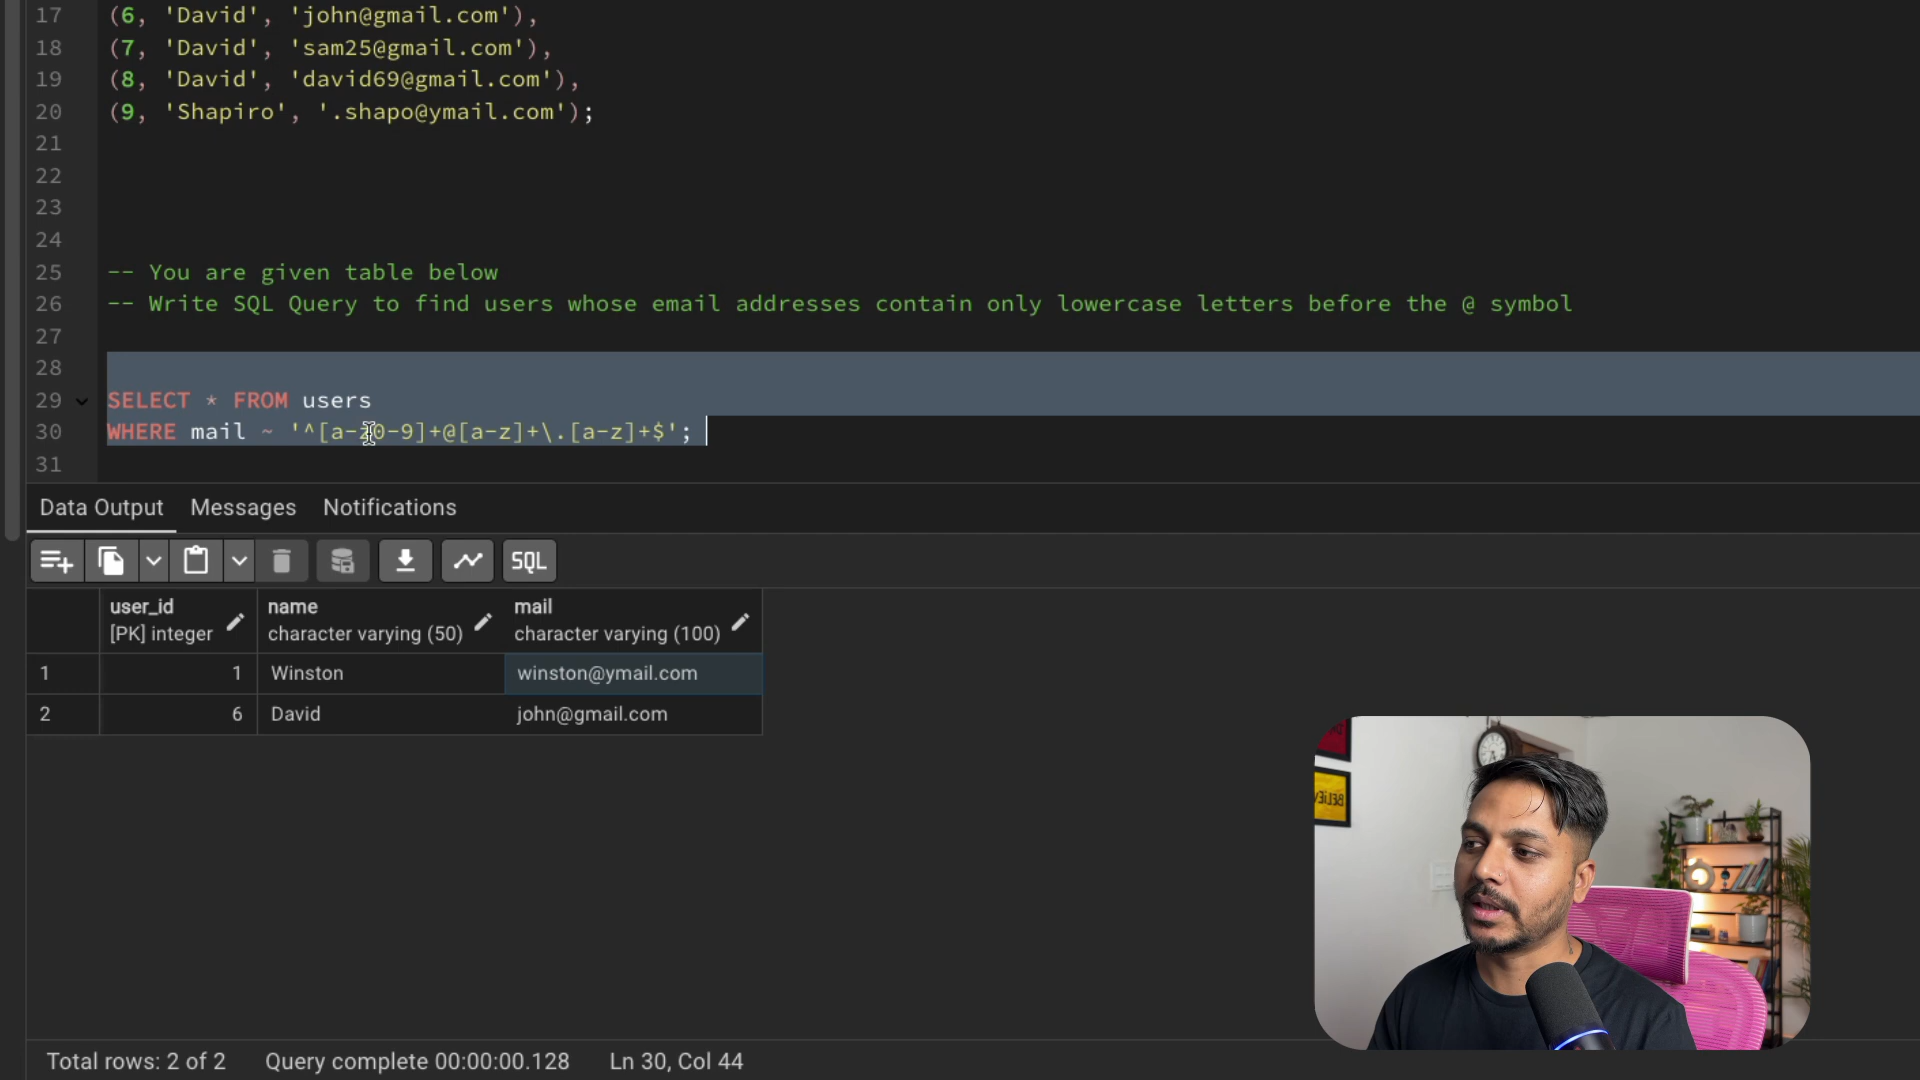 17 (6, 'David', 'john@gmail.com'),
18 (7, 'David', 'sam25@gmail.com'),
19 (8, 'David', 'david69@gmail.com'),
20 (9, 'Shapiro', '.shapo@ymail.com');
21
22
23
24
25 -- You are given table below
26 -- Write SQL Query to find users whose email addresses contain only lowercase letters before the @ symbol
27
28
29 SELECT * FROM users
30 WHERE mail ~ '^[a-z0-9]+@[a-z]+\.[a-z]+$';
31
Data Output Messages Notifications
SQL
user_id name mail
[PK] integer character varying (50) character varying (100)
1 1 Winston winston@ymail.com
2 6 David john@gmail.com
Total rows: 2 of 2 Query complete 00:00:00.128 Ln 30, Col 44